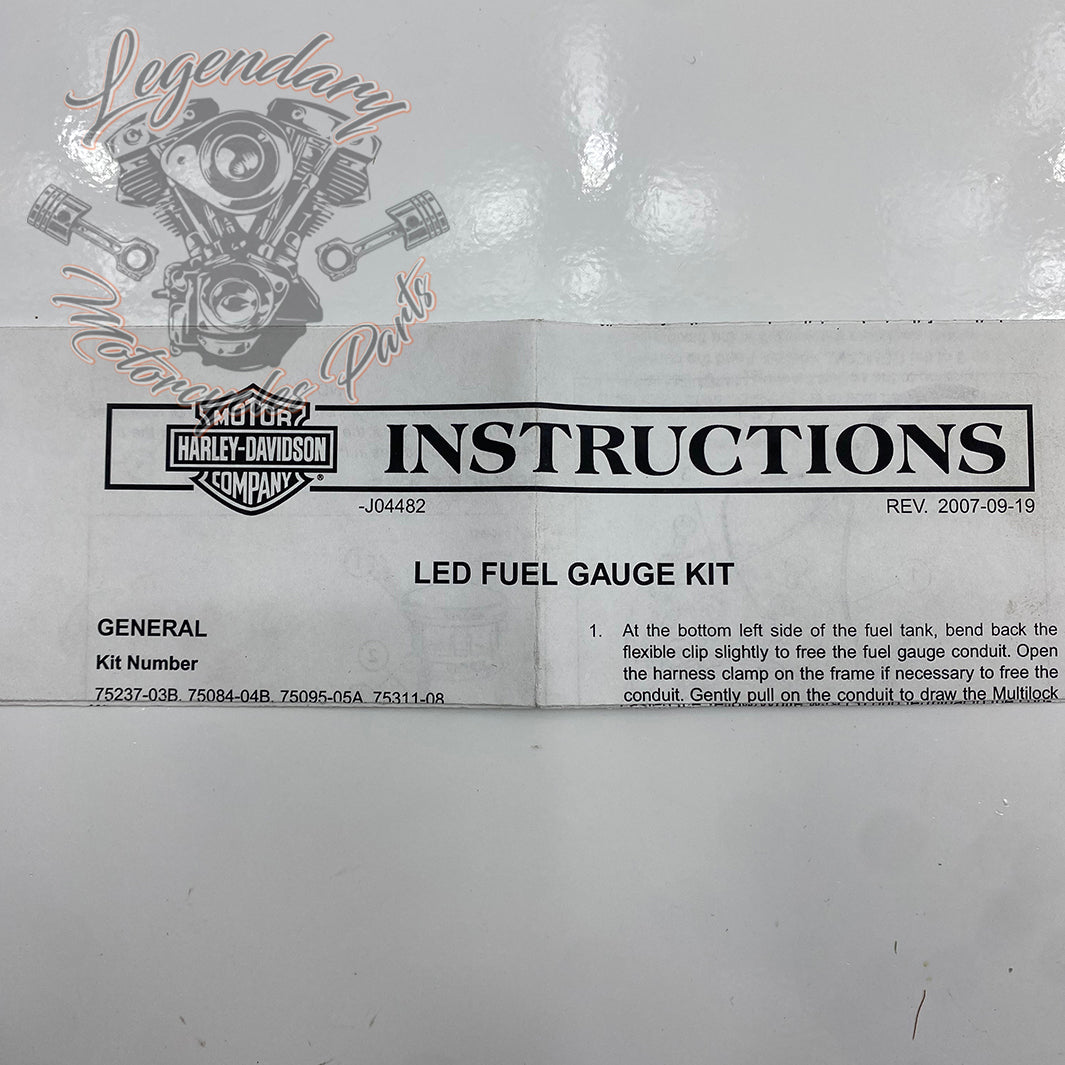 Legendary
Motorcycles Parts
MOTOR
HARLEY-DAVIDSON
COMPANY
®
INSTRUCTIONS
-J04482
REV. 2007-09-19
LED FUEL GAUGE KIT
GENERAL
Kit Number
75237-03B, 75084-04B, 75095-05A, 75311-08
1. At the bottom left side of the fuel tank, bend back the
flexible clip slightly to free the fuel gauge conduit. Open
the harness clamp on the frame if necessary to free the
conduit. Gently pull on the conduit to draw the Multilock